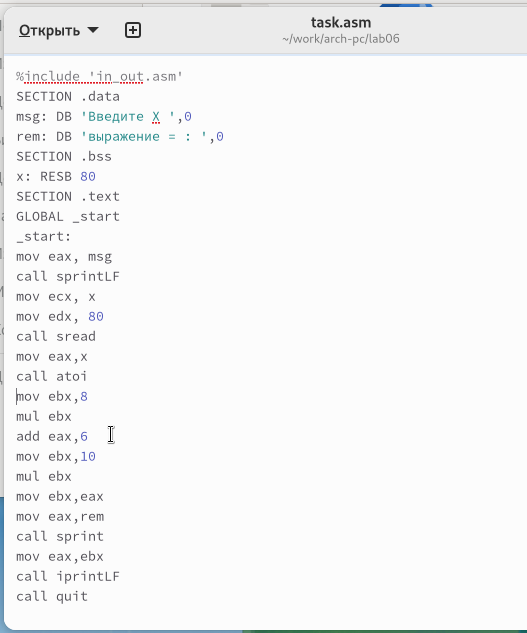 Открыть
task.asm
~/work/arch-pc/lab06
%include 'in_out.asm'
SECTION .data
msg: DB 'Введите X ',0
rem: DB 'выражение = : ',0
SECTION .bss
x: RESB 80
SECTION .text
GLOBAL _start
_start:
mov eax, msg
call sprintLF
mov ecx, x
mov edx, 80
call sread
mov eax,x
call atoi
mov ebx,8
mul ebx
add eax,6
mov ebx,10
mul ebx
mov ebx,eax
mov eax,rem
call sprint
mov eax,ebx
call iprintLF
call quit